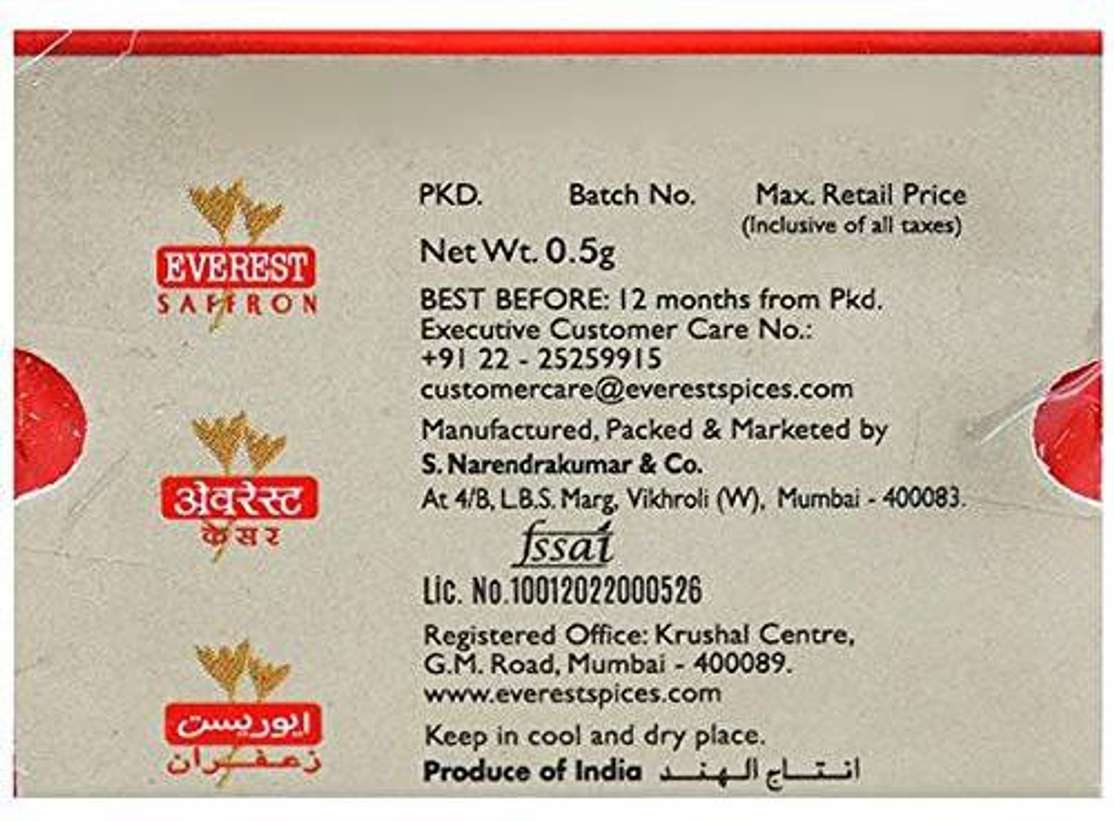 EVEREST
SAFFRON
अेवरेस्ट
केसर
ايوريست
زعفران
PKD. Batch No. Max. Retail Price
(Inclusive of all taxes)
Net Wt. 0.5g
BEST BEFORE: 12 months from Pkd.
Executive Customer Care No.:
+91 22 - 25259915
customercare@everestspices.com
Manufactured, Packed & Marketed by
S. Narendrakumar & Co.
At 4/B, L.B.S. Marg, Vikhroli (W), Mumbai - 400083.
fssai
Lic. No.10012022000526
Registered Office: Krushal Centre,
G.M. Road, Mumbai - 400089.
www.everestspices.com
Keep in cool and dry place.
Produce of India انتاج الهند